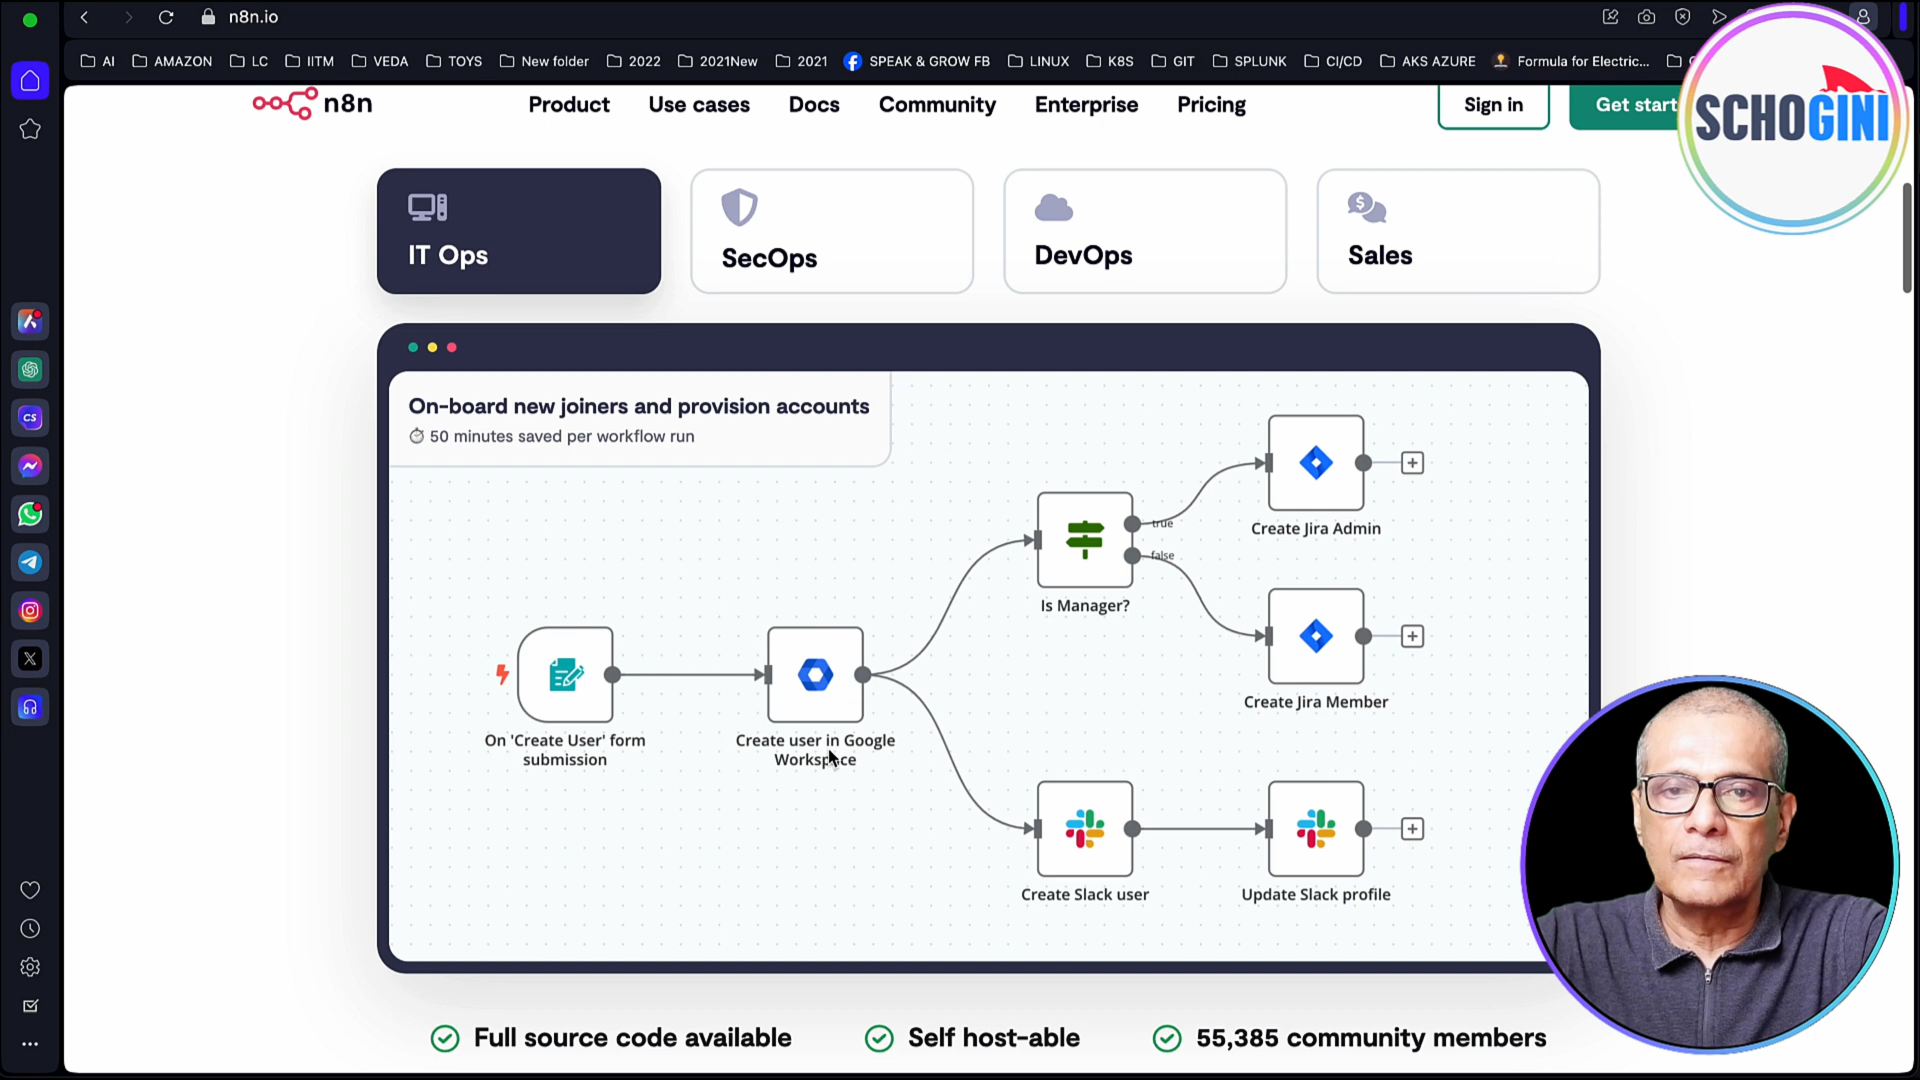 n8n.io
AI
AMAZON
LC
IITM
VEDA
TOYS
New folder
2022
2021New
2021
SPEAK & GROW FB
LINUX
K8S
GIT
SPLUNK
CI/CD
AKS AZURE
Formula for Electric...
n8n
Product
Use cases
Docs
Community
Enterprise
Pricing
Sign in
Get start
SCHOGINI
IT Ops
SecOps
DevOps
Sales
On-board new joiners and provision accounts
50 minutes saved per workflow run
true
false
Create Jira Admin
Is Manager?
Create Jira Member
On 'Create User' form
submission
Create user in Google
Workspace
Create Slack user
Update Slack profile
CS
Full source code available
Self host-able
55,385 community members